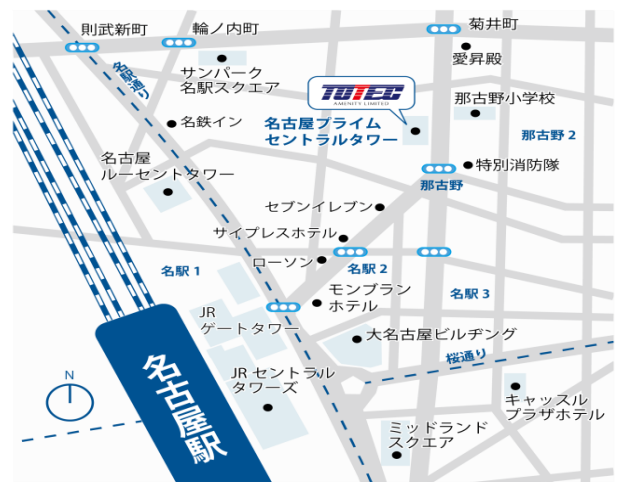 則武新町
輪ノ内町
菊井町
愛昇殿
サンパーク
名駅スクエア
名駅通り
TOTEC
AMENITY LIMITED
那古野小学校
名鉄イン
名古屋プライム
セントラルタワー
那古野 2
名古屋
ルーセントタワー
特別消防隊
那古野
セブンイレブン
サイプレスホテル
ローソン
名駅 1
名駅 2
名駅 3
モンブラン
ホテル
JR
ゲートタワー
大名古屋ビルヂング
桜通り
名古屋駅
N
JR セントラル
タワーズ
キャッスル
プラザホテル
ミッドランド
スクエア